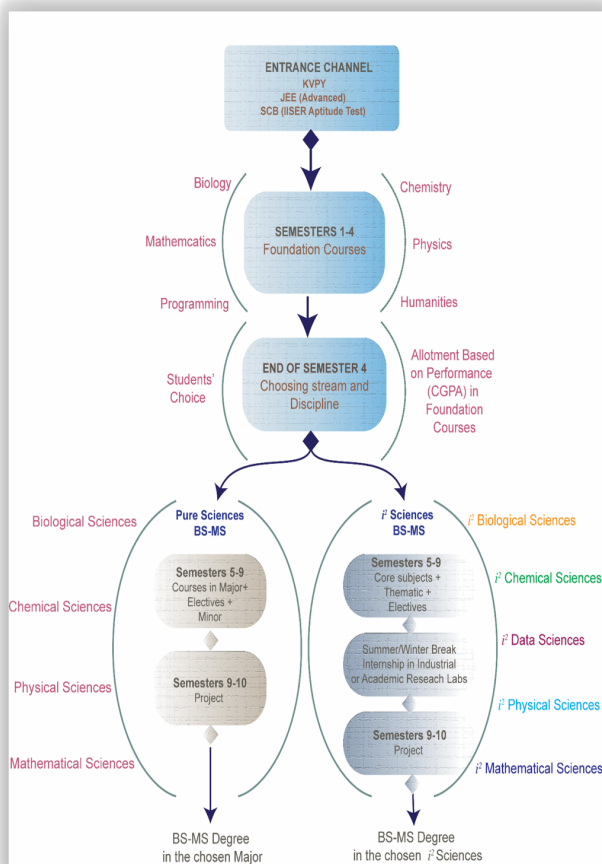 ENTRANCE CHANNEL
KVPY
JEE (Advanced)
SCB (IISER Aptitude Test)
Biology
Chemistry
SEMESTERS 1-4
Foundation Courses
Mathemcatics
Physics
Programming
Humanities
END OF SEMESTER 4
Choosing stream and
Discipline
Students'
Choice
Allotment Based
on Performance
(CGPA) in
Foundation
Courses
Pure Sciences
BS-MS
i² Sciences
BS-MS
Biological Sciences
Chemical Sciences
Physical Sciences
Mathematical Sciences
Semesters 5-9
Courses in Major+
Electives +
Minor
Semesters 9-10
Project
BS-MS Degree
in the chosen Major
Semesters 5-9
Core subjects +
Thematic +
Electives
Summer/Winter Break
Internship in Industrial
or Academic Reseach Labs
Semesters 9-10
Project
BS-MS Degree
in the chosen i² Sciences
i² Biological Sciences
i² Chemical Sciences
i² Data Sciences
i² Physical Sciences
i² Mathematical Sciences